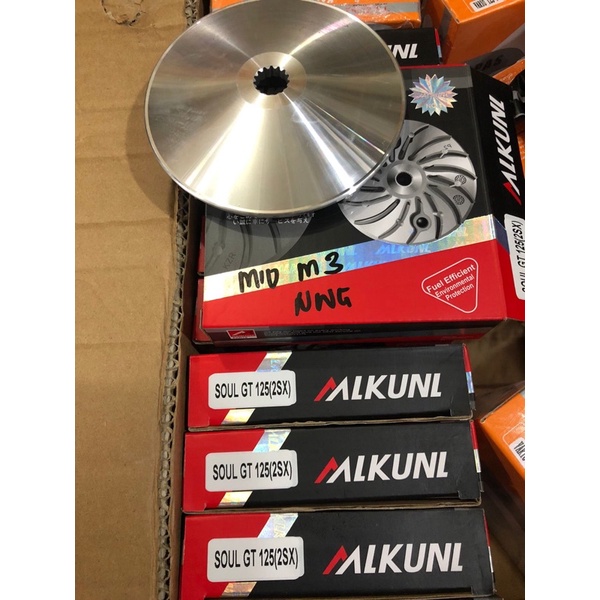 MLKUNL
SOUL GT 125(2SX)
MID M3
NWG
Fuel Efficient
Environmental
Protection
SOUL GT 125(2SX)
MLKUNL
SOUL GT 125(2SX)
MLKUNL
SOUL GT 125(2SX)
MLKUNL